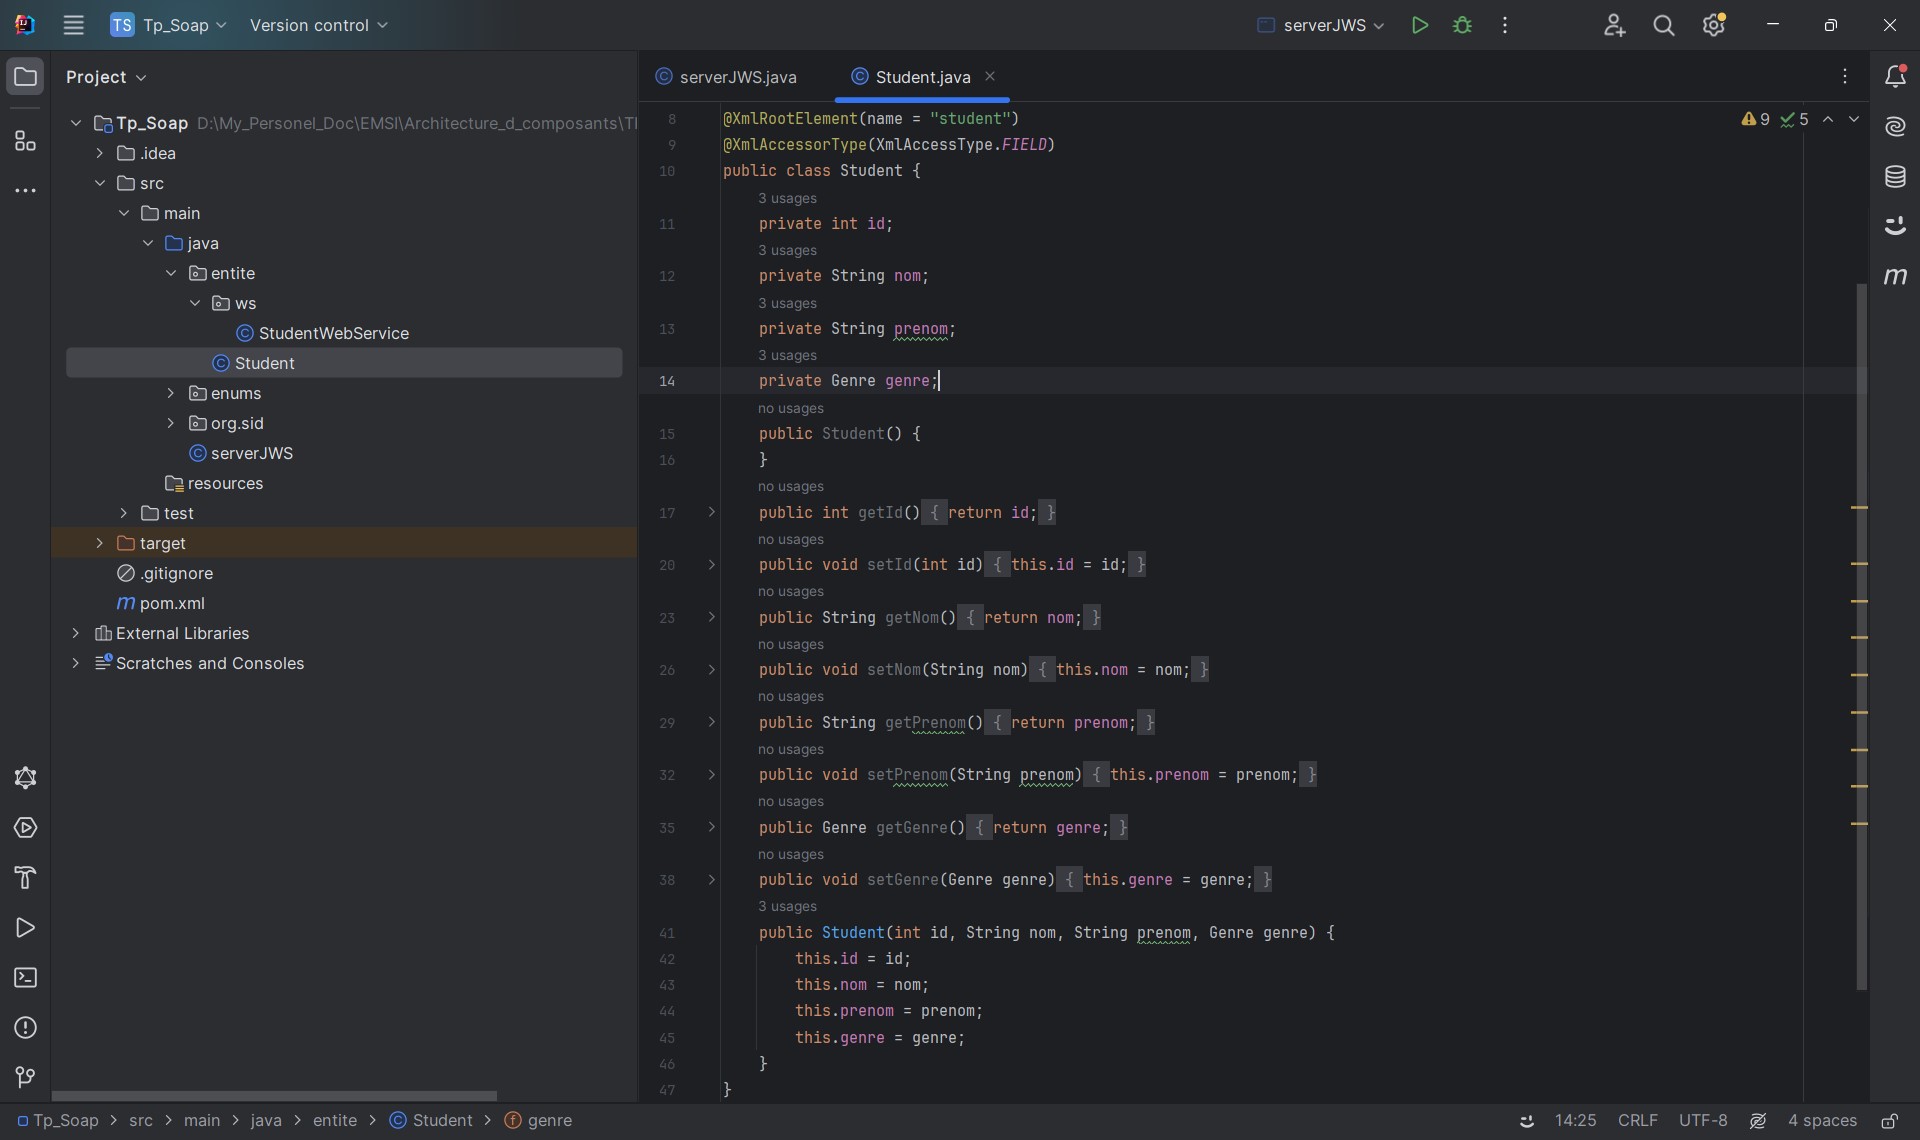 TS Tp_Soap Version control serverJWS
Project
serverJWS.java Student.java
Tp_Soap D:\My_Personel_Doc\EMSI\Architecture_d_composants\
.idea
src
main
java
entite
ws
StudentWebService
Student
enums
org.sid
serverJWS
resources
test
target
.gitignore
m pom.xml
External Libraries
Scratches and Consoles
9 5
8 @XmlRootElement(name = "student")
9 @XmlAccessorType(XmlAccessType.FIELD)
10 public class Student {
3 usages
11 private int id;
3 usages
12 private String nom;
3 usages
13 private String prenom;
3 usages
14 private Genre genre;
no usages
15 public Student() {
16 }
no usages
17 public int getId() { return id; }
no usages
20 public void setId(int id) { this.id = id; }
no usages
23 public String getNom() { return nom; }
no usages
26 public void setNom(String nom) { this.nom = nom; }
no usages
29 public String getPrenom() { return prenom; }
no usages
32 public void setPrenom(String prenom) { this.prenom = prenom; }
no usages
35 public Genre getGenre() { return genre; }
no usages
38 public void setGenre(Genre genre) { this.genre = genre; }
3 usages
41 public Student(int id, String nom, String prenom, Genre genre) {
42 this.id = id;
43 this.nom = nom;
44 this.prenom = prenom;
45 this.genre = genre;
46 }
47 }
m
Tp_Soap > src > main > java > entite > Student > genre
14:25 CRLF UTF-8 4 spaces